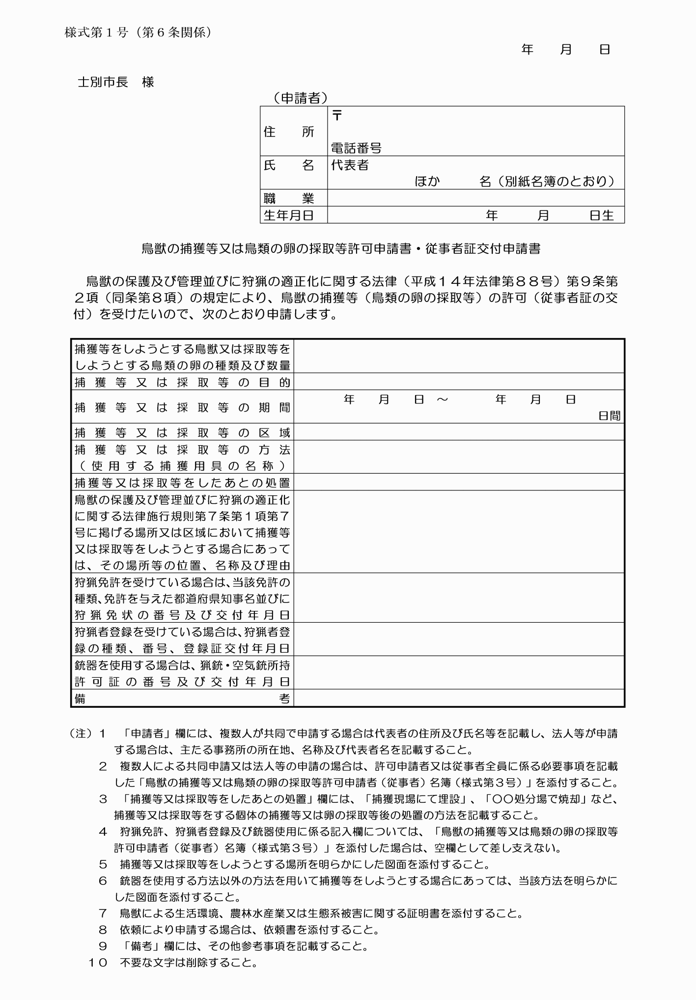 様式第１号（第６条関係）
年　　月　　日
士別市長　様
（申請者）
住　　所
〒
電話番号
氏　　名
代表者
ほか　　　名（別紙名簿のとおり）
職　　業
生年月日
年　　　月　　　日生
鳥獣の捕獲等又は鳥類の卵の採取等許可申請書・従事者証交付申請書
鳥獣の保護及び管理並びに狩猟の適正化に関する法律（平成１４年法律第８８号）第９条第
２項（同条第８項）の規定により、鳥獣の捕獲等（鳥類の卵の採取等）の許可（従事者証の交
付）を受けたいので、次のとおり申請します。
捕獲等をしようとする鳥獣又は採取等を
しようとする鳥類の卵の種類及び数量
捕獲等又は採取等の目的
捕獲等又は採取等の期間
年　　月　　日　～　　　年　　月　　日
日間
捕獲等又は採取等の区域
捕獲等又は採取等の方法
（使用する捕獲用具の名称）
捕獲等又は採取等をしたあとの処置
鳥獣の保護及び管理並びに狩猟の適正化
に関する法律施行規則第７条第１項第７
号に掲げる場所又は区域において捕獲等
又は採取等をしようとする場合にあって
は、その場所等の位置、名称及び理由
狩猟免許を受けている場合は、当該免許の
種類、免許を与えた都道府県知事名並びに
狩猟免状の番号及び交付年月日
狩猟者登録を受けている場合は、狩猟者登
録の種類、番号、登録証交付年月日
銃器を使用する場合は、猟銃・空気銃所持
許可証の番号及び交付年月日
備考
（注）１　「申請者」欄には、複数人が共同で申請する場合は代表者の住所及び氏名等を記載し、法人等が申請
する場合は、主たる事務所の所在地、名称及び代表者名を記載すること。
２　複数人による共同申請又は法人等の申請の場合は、許可申請者又は従事者全員に係る必要事項を記載
した「鳥獣の捕獲等又は鳥類の卵の採取等許可申請者（従事者）名簿（様式第３号）」を添付すること。
３　「捕獲等又は採取等をしたあとの処置」欄には、「捕獲現場にて埋設」、「〇〇処分場で焼却」など、
捕獲等又は採取等をする個体の捕獲等又は卵の採取等後の処置の方法を記載すること。
４　狩猟免許、狩猟者登録及び銃器使用に係る記入欄については、「鳥獣の捕獲等又は鳥類の卵の採取等
許可申請者（従事者）名簿（様式第３号）」を添付した場合は、空欄として差し支えない。
５　捕獲等又は採取等をしようとする場所を明らかにした図面を添付すること。
６　銃器を使用する方法以外の方法を用いて捕獲等をしようとする場合にあっては、当該方法を明らかに
した図面を添付すること。
７　鳥獣による生活環境、農林水産業又は生態系被害に関する証明書を添付すること。
８　依頼により申請する場合は、依頼書を添付すること。
９　「備考」欄には、その他参考事項を記載すること。
１０　不要な文字は削除すること。